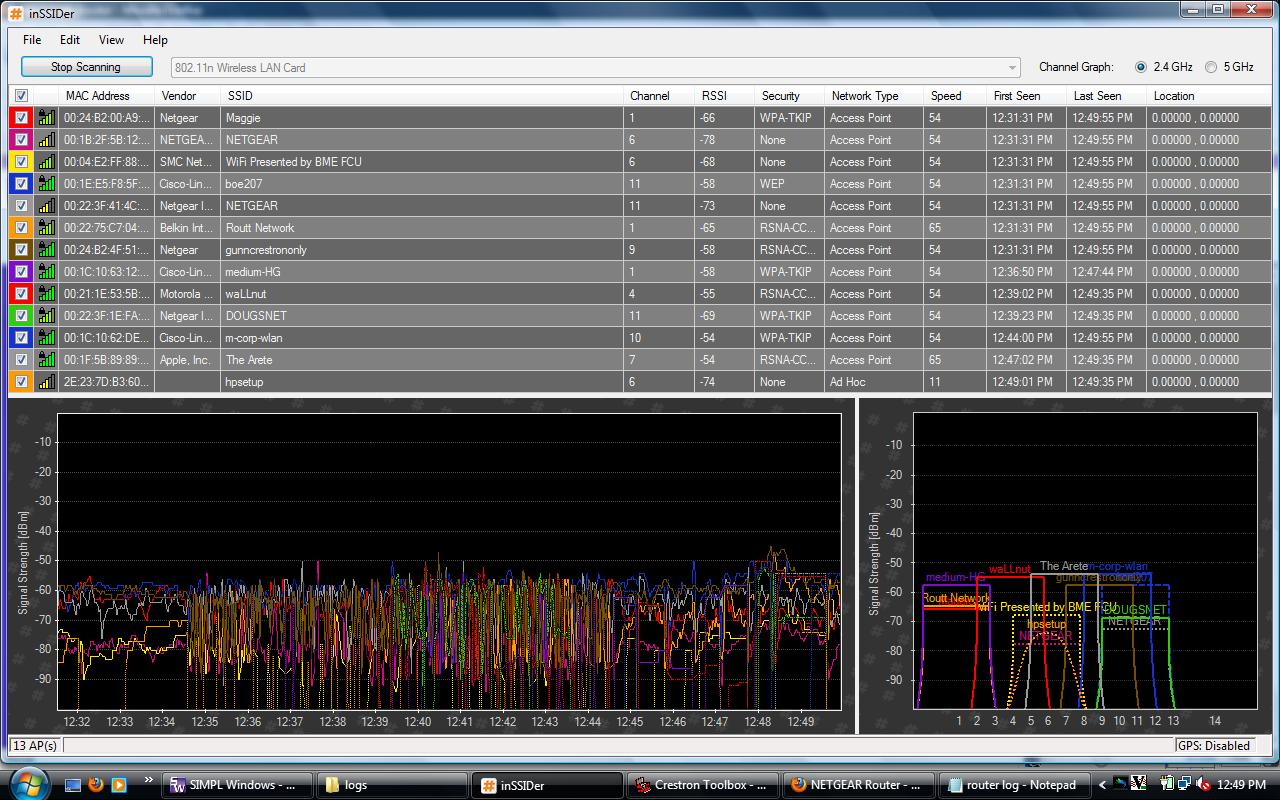 inSSIDer
File Edit View Help
Stop Scanning 802.11n Wireless LAN Card Channel Graph: 2.4 GHz 5 GHz
MAC Address Vendor SSID Channel RSSI Security Network Type Speed First Seen Last Seen Location
00:24:B2:00:A9:... Netgear Maggie 1 -66 WPA-TKIP Access Point 54 12:31:31 PM 12:49:55 PM 0.00000 , 0.00000
00:1B:2F:5B:12:... NETGEA... NETGEAR 6 -78 None Access Point 54 12:31:31 PM 12:49:55 PM 0.00000 , 0.00000
00:04:E2:FF:88:... SMC Net... WiFi Presented by BME FCU 6 -68 None Access Point 54 12:31:31 PM 12:49:55 PM 0.00000 , 0.00000
00:1E:E5:F8:5F:... Cisco-Lin... boe207 11 -58 WEP Access Point 54 12:31:31 PM 12:49:55 PM 0.00000 , 0.00000
00:22:3F:41:4C:... Netgear I... NETGEAR 11 -73 None Access Point 54 12:31:31 PM 12:49:55 PM 0.00000 , 0.00000
00:22:75:C7:04:... Belkin Int... Routt Network 1 -65 RSNA-CC... Access Point 65 12:31:31 PM 12:49:55 PM 0.00000 , 0.00000
00:24:B2:4F:51:... Netgear gunncrestrononly 9 -58 RSNA-CC... Access Point 54 12:31:31 PM 12:49:55 PM 0.00000 , 0.00000
00:1C:10:63:12:... Cisco-Lin... medium-HG 1 -58 WPA-TKIP Access Point 54 12:36:50 PM 12:47:44 PM 0.00000 , 0.00000
00:21:1E:53:5B:... Motorola ... waLLnut 4 -55 RSNA-CC... Access Point 54 12:39:02 PM 12:49:35 PM 0.00000 , 0.00000
00:22:3F:1E:FA:... Netgear I... DOUGSNET 11 -69 WPA-TKIP Access Point 54 12:39:23 PM 12:49:35 PM 0.00000 , 0.00000
00:1C:10:62:DE... Cisco-Lin... m-corp-wlan 10 -54 WPA-TKIP Access Point 54 12:44:00 PM 12:49:55 PM 0.00000 , 0.00000
00:1F:5B:89:89:... Apple, Inc. The Arete 7 -54 RSNA-CC... Access Point 65 12:47:02 PM 12:49:35 PM 0.00000 , 0.00000
2E:23:7D:B3:60... hpsetup 6 -74 None Ad Hoc 11 12:49:01 PM 12:49:35 PM 0.00000 , 0.00000
Signal Strength [dBm]
-10
-20
-30
-40
-50
-60
-70
-80
-90
12:32 12:33 12:34 12:35 12:36 12:37 12:38 12:39 12:40 12:41 12:42 12:43 12:44 12:45 12:46 12:47 12:48 12:49
Signal Strength [dBm]
-10
-20
-30
-40
-50
-60
-70
-80
-90
The Arete m-corp-wlan
waLLnut
medium-HG gunncrestrononly
Routt Network
WiFi Presented by BME FCU
DOUGSNET
hpsetup NETGEAR
NETGEAR
1 2 3 4 5 6 7 8 9 10 11 12 13 14
13 AP(s) GPS: Disabled
SIMPL Windows - ... logs inSSIDer Crestron Toolbox - ... NETGEAR Router - ... router log - Notepad 12:49 PM